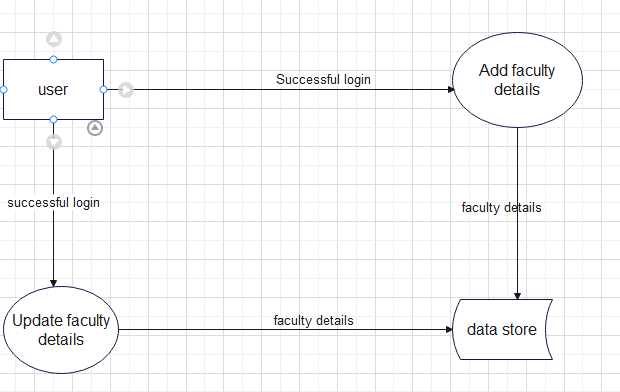 Successful login
Add faculty
details
user
successful login
faculty details
Update faculty
details
faculty details
data store